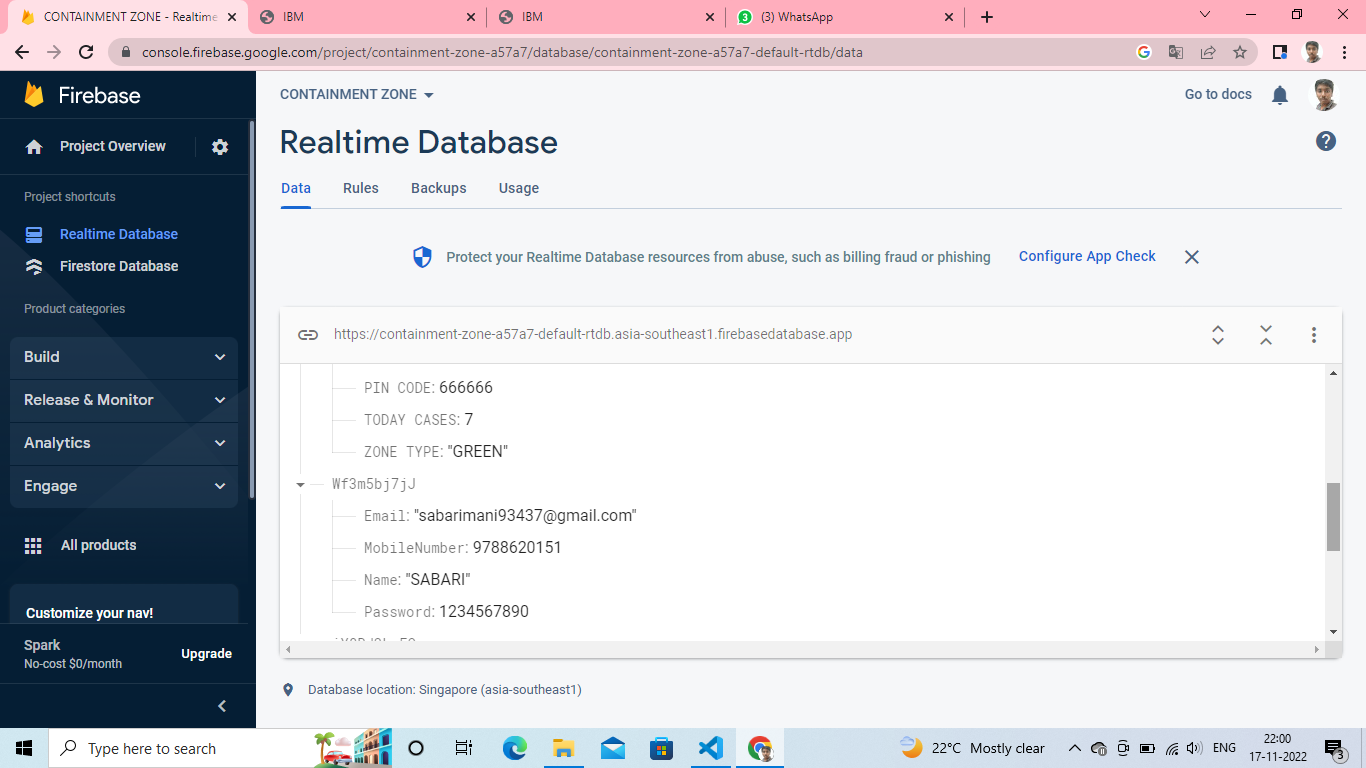 CONTAINMENT ZONE - Realtime
IBM
IBM
(3) WhatsApp
console.firebase.google.com/project/containment-zone-a57a7/database/containment-zone-a57a7-default-rtdb/data
Firebase
CONTAINMENT ZONE
Go to docs
Project Overview
Realtime Database
Data Rules Backups Usage
Project shortcuts
Realtime Database
Firestore Database
Product categories
Build
Release & Monitor
Analytics
Engage
All products
Customize your nav!
Spark
No-cost $0/month
Upgrade
Protect your Realtime Database resources from abuse, such as billing fraud or phishing
Configure App Check
https://containment-zone-a57a7-default-rtdb.asia-southeast1.firebasedatabase.app
PIN CODE: 666666
TODAY CASES: 7
ZONE TYPE: "GREEN"
Wf3m5bj7jJ
Email: "sabarimani93437@gmail.com"
MobileNumber: 9788620151
Name: "SABARI"
Password: 1234567890
Database location: Singapore (asia-southeast1)
Type here to search
22°C Mostly clear
ENG
22:00
17-11-2022
3